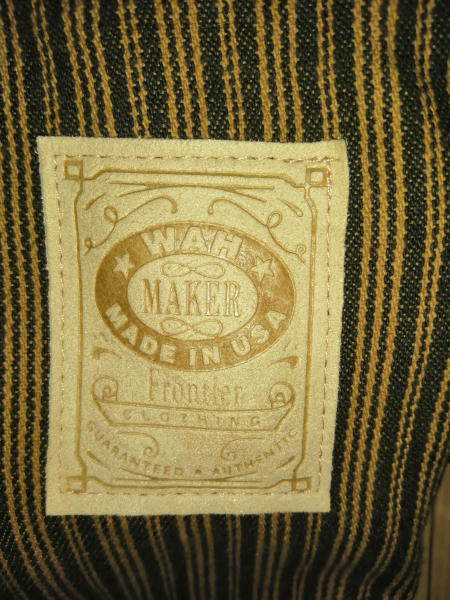 WAH
MAKER
MADE IN USA
Frontier
CLOTHING
GUARANTEED ★ AUTHENTIC